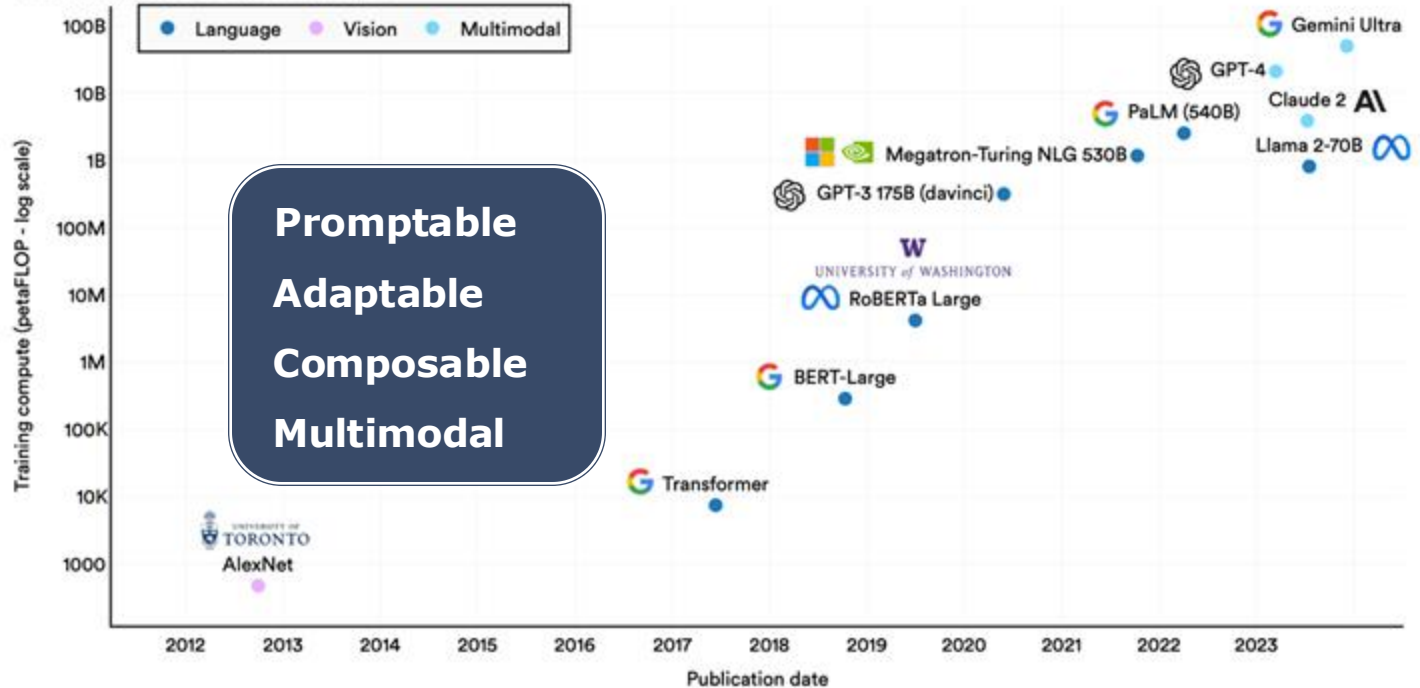 100B
Language Vision Multimodal
Gemini Ultra
GPT-4
10B
Claude 2 A\
PaLM (540B)
Llama 2-70B
1B
Megatron-Turing NLG 530B
GPT-3 175B (davinci)
100M
W
UNIVERSITY of WASHINGTON
10M
RoBERTa Large
1M
BERT-Large
100K
Transformer
10K
UNIVERSITY OF
TORONTO
AlexNet
1000
Promptable
Adaptable
Composable
Multimodal
Training compute (petaFLOP - log scale)
2012 2013 2014 2015 2016 2017 2018 2019 2020 2021 2022 2023
Publication date